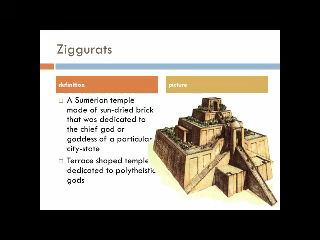 Ziggurats
definition
picture
A Sumerian temple
made of sun-dried brick
that was dedicated to
the chief god or
goddess of a particular
city-state
Terrace shaped temple
dedicated to polytheistic
gods